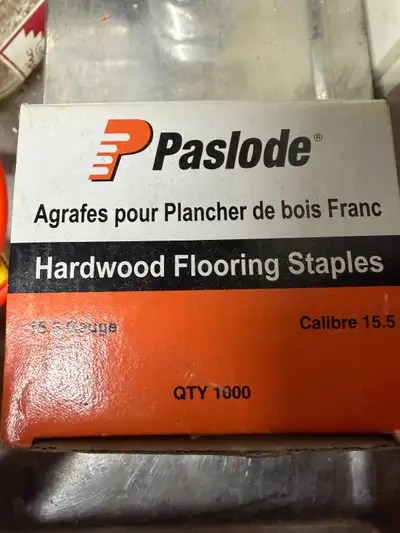 Paslode®
Agrafes pour Plancher de bois Franc
Hardwood Flooring Staples
15.5 Gauge Calibre 15.5
QTY 1000